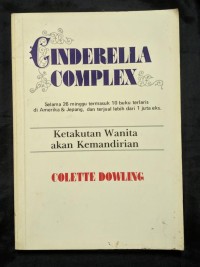 CINDERELLA
COMPLEX
Selama 26 minggu termasuk 10 buku terlaris
di Amerika & Jepang, dan terjual lebih dari 1 juta eks.
Ketakutan Wanita
akan Kemandirian
COLETTE DOWLING